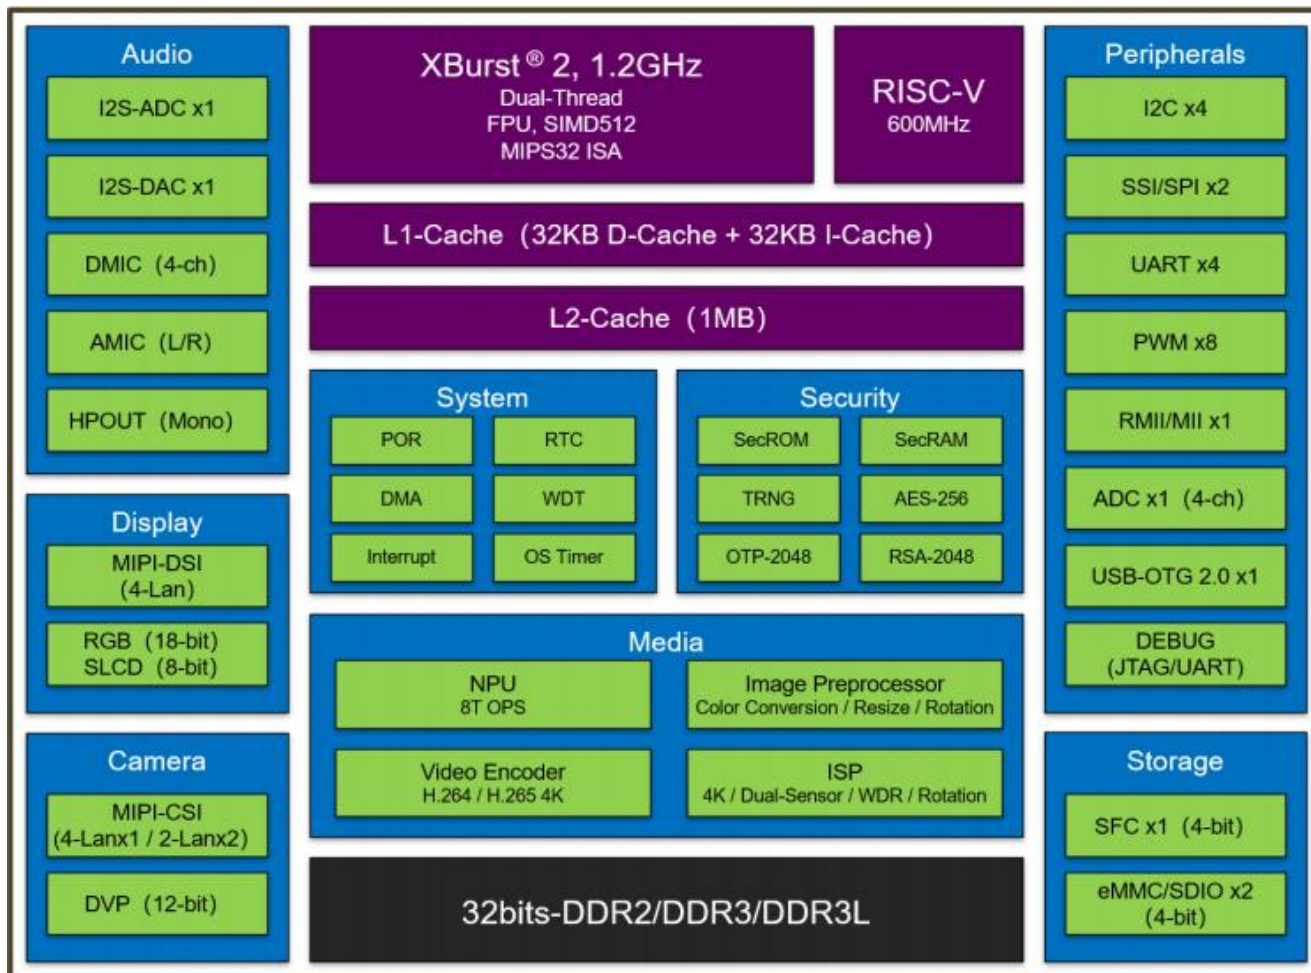 Audio
I2S-ADC x1
I2S-DAC x1
DMIC (4-ch)
AMIC (L/R)
HPOUT (Mono)
Display
MIPI-DSI
(4-Lan)
RGB (18-bit)
SLCD (8-bit)
Camera
MIPI-CSI
(4-Lanx1 / 2-Lanx2)
DVP (12-bit)
XBurst® 2, 1.2GHz
Dual-Thread
FPU, SIMD512
MIPS32 ISA
RISC-V
600MHz
L1-Cache (32KB D-Cache + 32KB I-Cache)
L2-Cache (1MB)
System
POR
RTC
DMA
WDT
Interrupt
OS Timer
Security
SecROM
SecRAM
TRNG
AES-256
OTP-2048
RSA-2048
Media
NPU
8T OPS
Image Preprocessor
Color Conversion / Resize / Rotation
Video Encoder
H.264 / H.265 4K
ISP
4K / Dual-Sensor / WDR / Rotation
32bits-DDR2/DDR3/DDR3L
Peripherals
I2C x4
SSI/SPI x2
UART x4
PWM x8
RMII/MII x1
ADC x1 (4-ch)
USB-OTG 2.0 x1
DEBUG
(JTAG/UART)
Storage
SFC x1 (4-bit)
eMMC/SDIO x2
(4-bit)